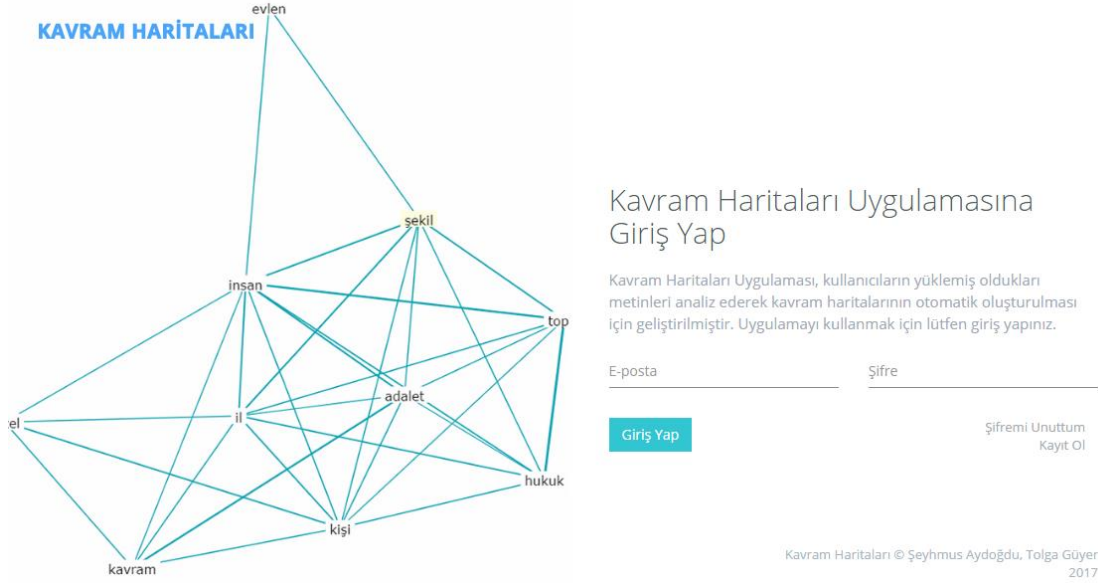 evlen
KAVRAM HARİTALARI
şekil
insan
top
adalet
il
el
hukuk
kişi
kavram
Kavram Haritaları Uygulamasına
Giriş Yap
Kavram Haritaları Uygulaması, kullanıcıların yüklemiş oldukları
metinleri analiz ederek kavram haritalarının otomatik oluşturulması
için geliştirilmiştir. Uygulamayı kullanmak için lütfen giriş yapınız.
E-posta
Şifre
Giriş Yap
Şifremi Unuttum
Kayıt Ol
Kavram Haritaları © Şeyhmus Aydoğdu, Tolga Güyer
2017